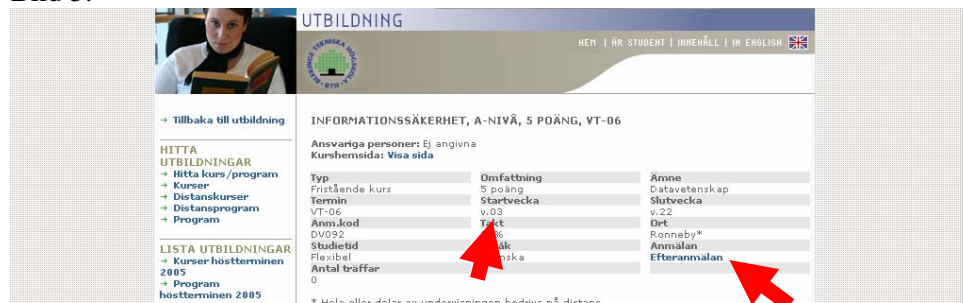 UTBILDNING
HEM | ÄR STUDENT | INNEHÅLL | IN ENGLISH
TEKNISKA HÖGSKOLA
BTH
→ Tillbaka till utbildning
HITTA
UTBILDNINGAR
→ Hitta kurs/program
→ Kurser
→ Distanskurser
→ Distansprogram
→ Program
LISTA UTBILDNINGAR
→ Kurser höstterminen
2005
→ Program
höstterminen 2005
INFORMATIONSSÄKERHET, A-NIVÅ, 5 POÄNG, VT-06
Ansvariga personer: Ej angivna
Kurshemsida: Visa sida
Typ Omfattning Ämne
Fristående kurs 5 poäng Datavetenskap
Termin Startvecka Slutvecka
VT-06 v.03 v.22
Anm.kod Takt Ort
DV092 Ronneby*
Studietid Anmälan
Flexibel Efteranmälan
Antal träffar
0
* Hela eller delar av undervisningen bedrivs på distans